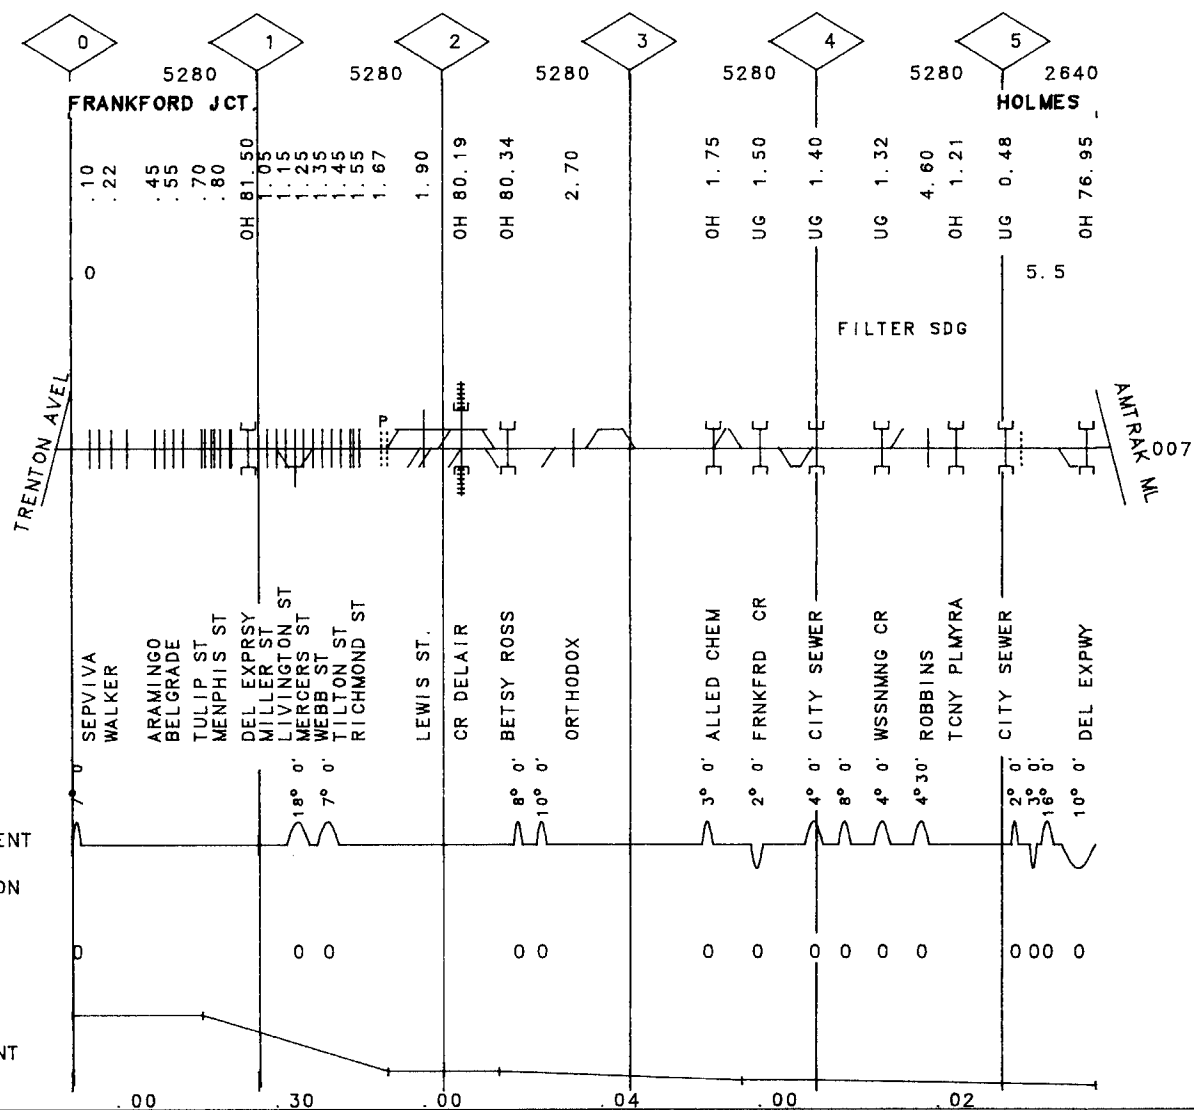 0 1 2 3 4 5
5280 5280 5280 5280 5280 2640
FRANKFORD JCT. HOLMES
.10
.22
.45
.55
.70
.80
OH 81.50
1.05
1.15
1.25
1.35
1.45
1.55
1.67
1.90
OH 80.19
OH 80.34
2.70
OH 1.75
UG 1.50
UG 1.40
UG 1.32
4.60
OH 1.21
UG 0.48
OH 76.95
0 5.5
FILTER SDG
TRENTON AVEL
P
AMTRAK ML
007
SEPVIVA
WALKER
ARAMINGO
BELGRADE
TULIP ST
MENPHIS ST
DEL EXPRSY
MILLER ST
LIVINGTON ST
MERCERS ST
WEBB ST
TILTON ST
RICHMOND ST
LEWIS ST.
CR DELAIR
BETSY ROSS
ORTHODOX
ALLED CHEM
FRNKFRD CR
CITY SEWER
WSSNMNG CR
ROBBINS
TCNY PLMYRA
CITY SEWER
DEL EXPWY
7 0 18° 0' 7° 0' 8° 0' 10° 0' 3° 0' 2° 0' 4° 0' 8° 0' 4° 0' 4°30' 2° 0' 3° 0' 16° 0' 10° 0'
ENT
ON
0 0 0 0 0 0 0 0 0 0 0 0 0 0 0
NT
.00 .30 .00 .04 .00 .02